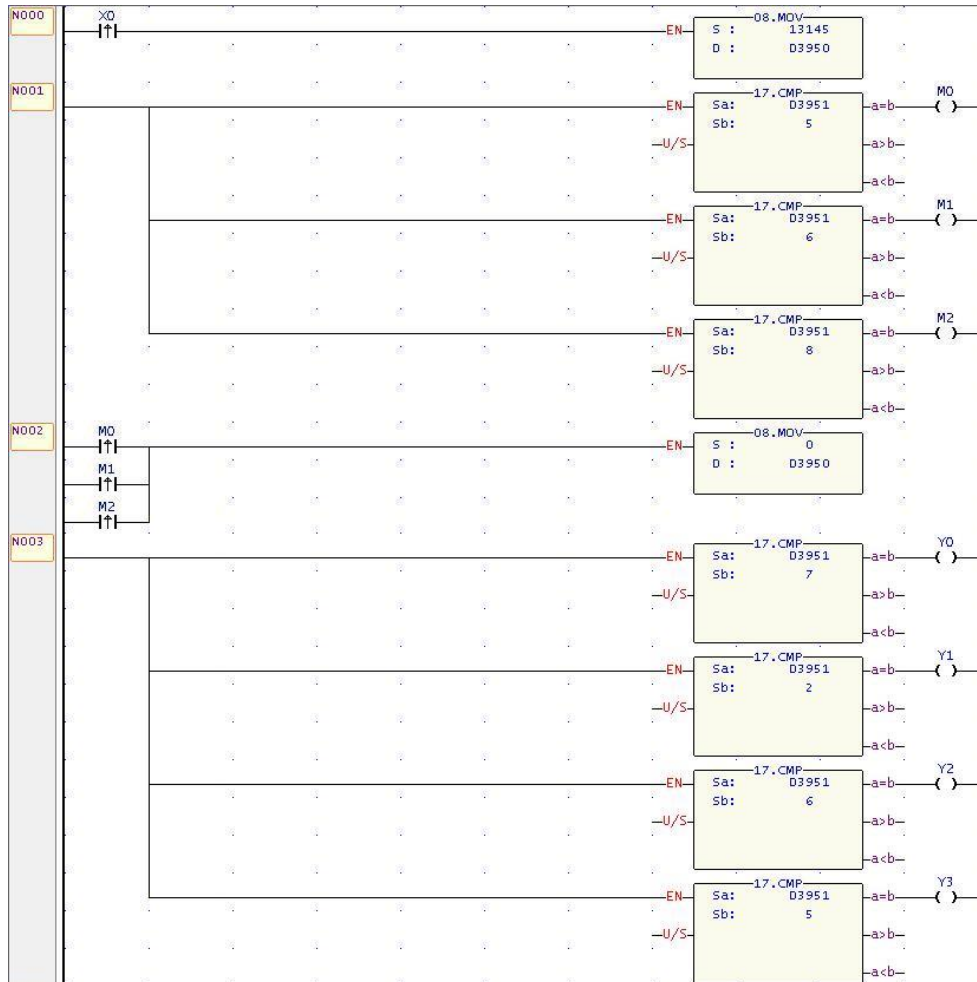 N000
X0
08.MOV
EN
S : 13145
D : D3950
N001
17.CMP
EN
Sa: D3951
a=b
M0
Sb: 5
U/S
a>b
a<b
17.CMP
EN
Sa: D3951
a=b
M1
Sb: 6
U/S
a>b
a<b
17.CMP
EN
Sa: D3951
a=b
M2
Sb: 8
U/S
a>b
a<b
N002
M0
08.MOV
EN
S : 0
D : D3950
M1
M2
N003
17.CMP
EN
Sa: D3951
a=b
Y0
Sb: 7
U/S
a>b
a<b
17.CMP
EN
Sa: D3951
a=b
Y1
Sb: 2
U/S
a>b
a<b
17.CMP
EN
Sa: D3951
a=b
Y2
Sb: 6
U/S
a>b
a<b
17.CMP
EN
Sa: D3951
a=b
Y3
Sb: 5
U/S
a>b
a<b